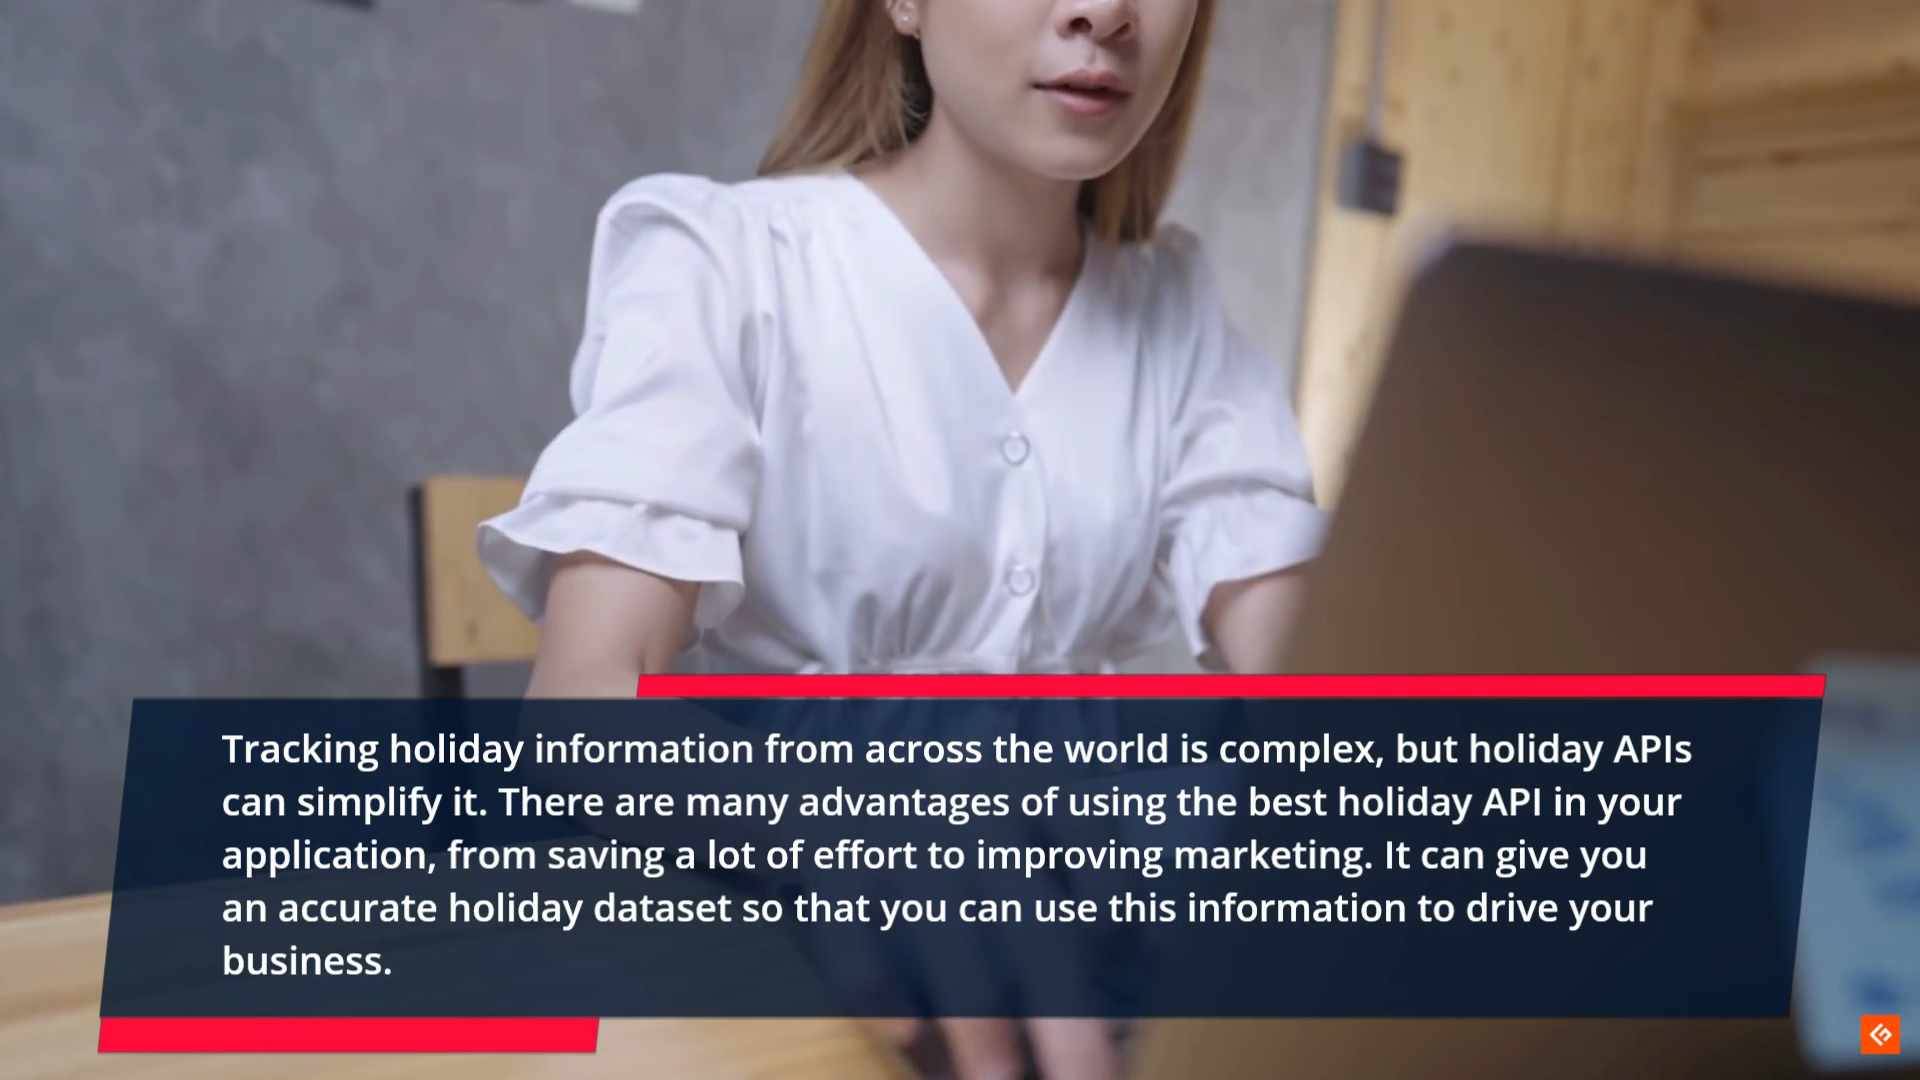 Tracking holiday information from across the world is complex, but holiday APIs
can simplify it. There are many advantages of using the best holiday API in your
application, from saving a lot of effort to improving marketing. It can give you
an accurate holiday dataset so that you can use this information to drive your
business.